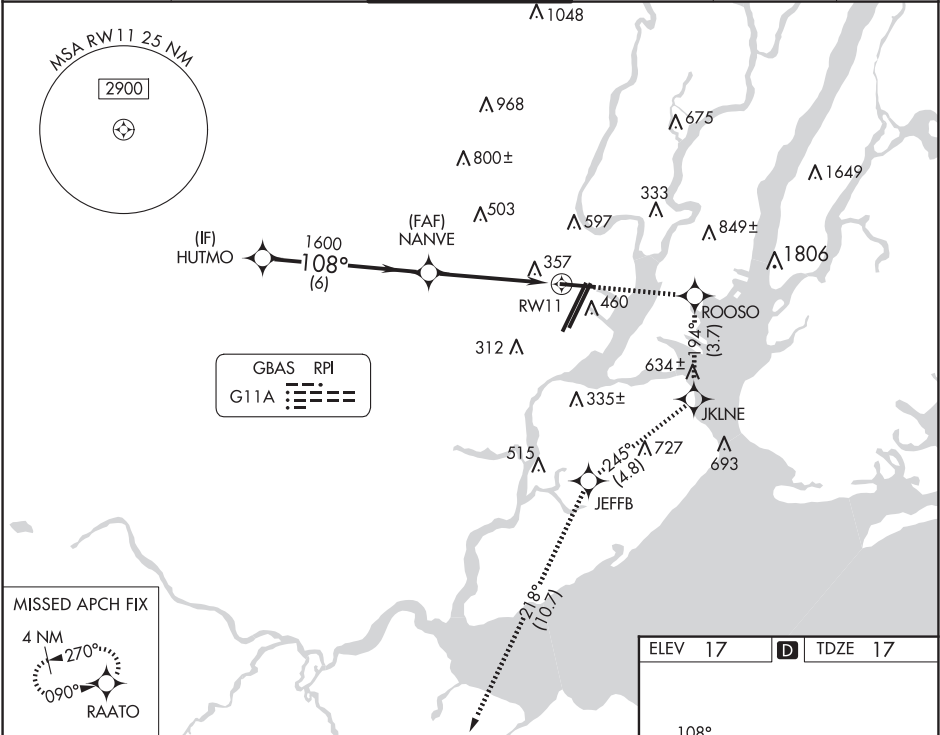 1048
MSA RW11 25 NM
2900
968
675
800±
1649
503
333
597
849±
(IF)
HUTMO
1600
108°
(6)
(FAF)
NANVE
357
1806
RW11
460
ROOSO
194°
(3.7)
312
634±
GBAS RPI
G11A
335±
JKLNE
515
245°
(4.8)
727
693
JEFFB
218°
(10.7)
MISSED APCH FIX
4 NM
270°
090°
RAATO
ELEV 17 D TDZE 17
108°